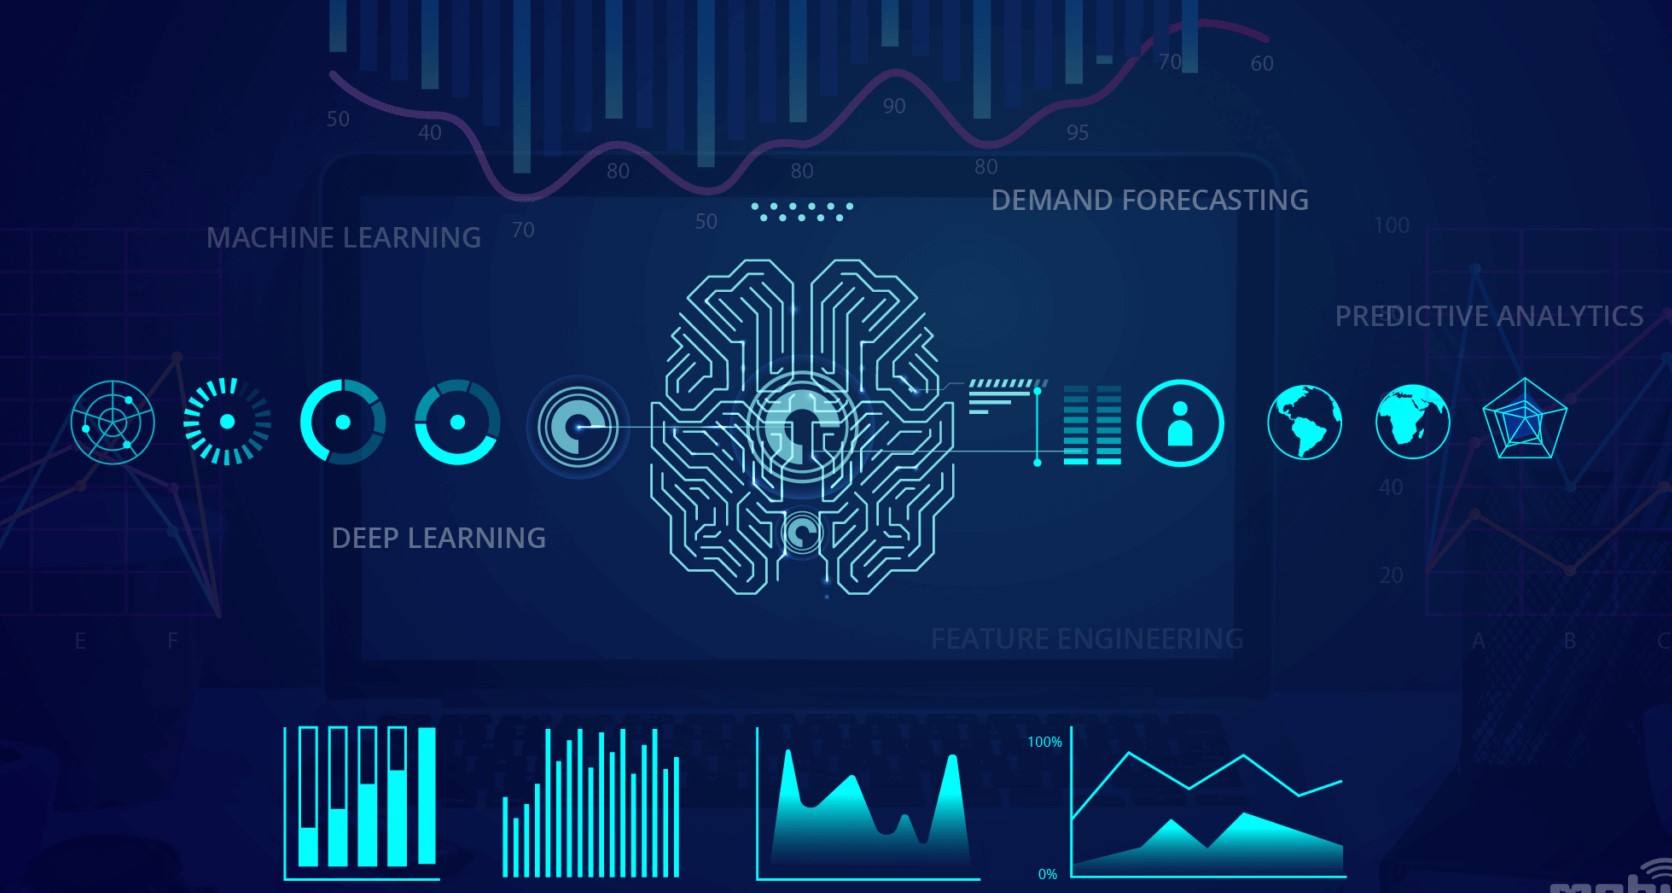 70
60
50
90
40
95
80
80
80
DEMAND FORECASTING
50
70
100
MACHINE LEARNING
PREDICTIVE ANALYTICS
40
DEEP LEARNING
20
FEATURE ENGINEERING
E
F
A
B
C
100%
0%